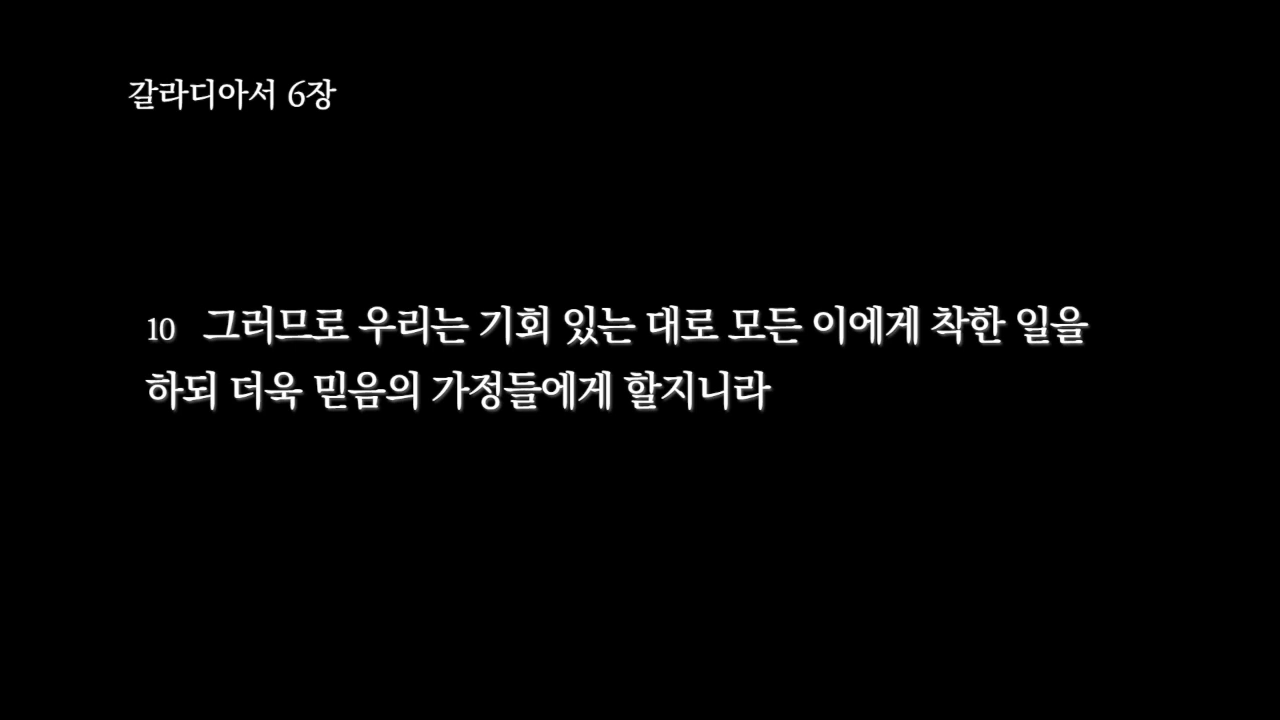 갈라디아서 6장
10 그러므로 우리는 기회 있는 대로 모든 이에게 착한 일을
하되 더욱 믿음의 가정들에게 할지니라